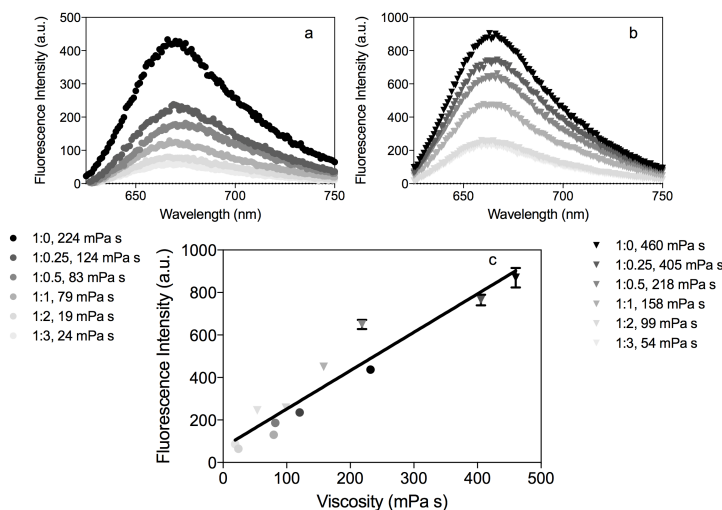 a
500
400
300
200
100
0
Fluorescence Intensity (a.u.)
650
700
750
Wavelength (nm)
b
1000
800
600
400
200
0
Fluorescence Intensity (a.u.)
650
700
750
Wavelength (nm)
1:0, 224 mPa s
1:0.25, 124 mPa s
1:0.5, 83 mPa s
1:1, 79 mPa s
1:2, 19 mPa s
1:3, 24 mPa s
c
1000
800
600
400
200
0
Fluorescence Intensity (a.u.)
0
100
200
300
400
500
Viscosity (mPa s)
1:0, 460 mPa s
1:0.25, 405 mPa s
1:0.5, 218 mPa s
1:1, 158 mPa s
1:2, 99 mPa s
1:3, 54 mPa s